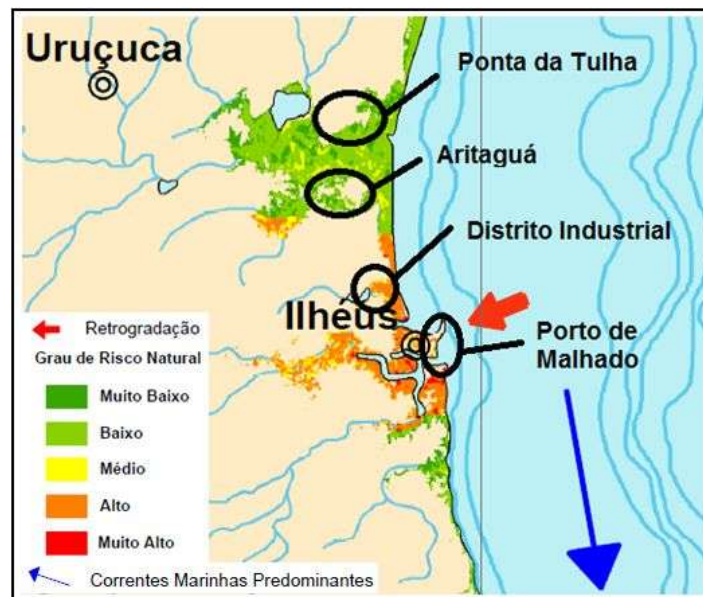 Uruçuca
Ponta da Tulha
Aritaguá
Distrito Industrial
Ilhéus
Porto de
Malhado
Retrogradação
Grau de Risco Natural
Muito Baixo
Baixo
Médio
Alto
Muito Alto
Correntes Marinhas Predominantes